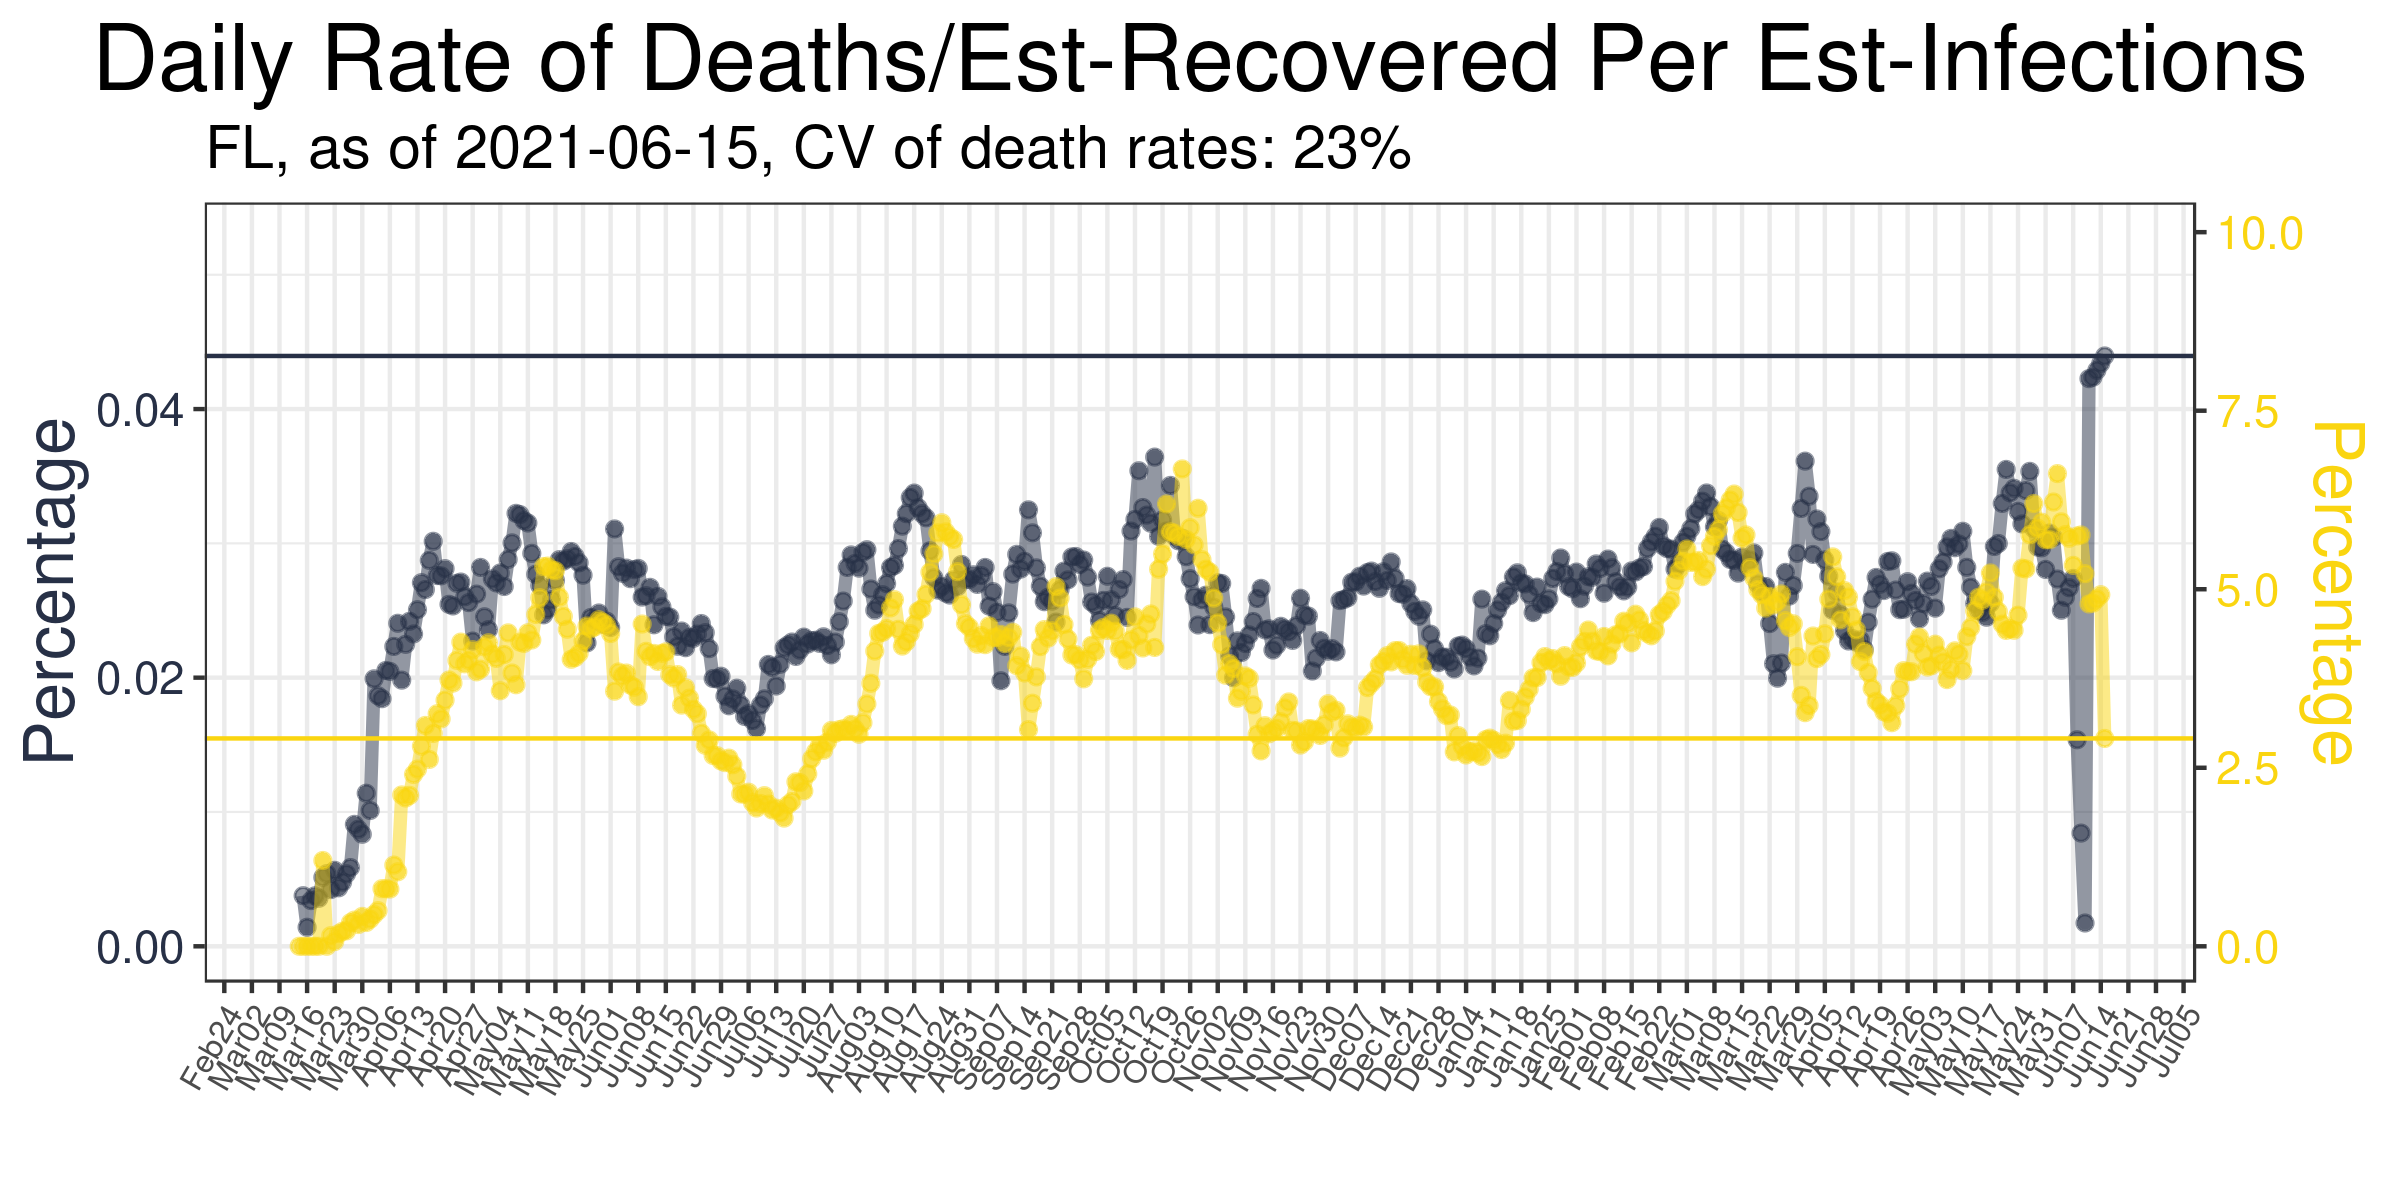 Daily Rate of Deaths/Est-Recovered Per Est-Infections
FL, as of 2021-06-15, CV of death rates: 23%
Percentage
0.04
0.02
0.00
10.0
7.5
5.0
2.5
0.0
Percentage
Feb24
Mar02
Mar09
Mar16
Mar23
Mar30
Apr06
Apr13
Apr20
Apr27
May04
May11
May18
May25
Jun01
Jun08
Jun15
Jun22
Jun29
Jul06
Jul13
Jul20
Jul27
Aug03
Aug10
Aug17
Aug24
Aug31
Sep07
Sep14
Sep21
Sep28
Oct05
Oct12
Oct19
Oct26
Nov02
Nov09
Nov16
Nov23
Nov30
Dec07
Dec14
Dec21
Dec28
Jan04
Jan11
Jan18
Jan25
Feb01
Feb08
Feb15
Feb22
Mar01
Mar08
Mar15
Mar22
Mar29
Apr05
Apr12
Apr19
Apr26
May03
May10
May17
May24
May31
Jun07
Jun14
Jun21
Jun28
Jul05